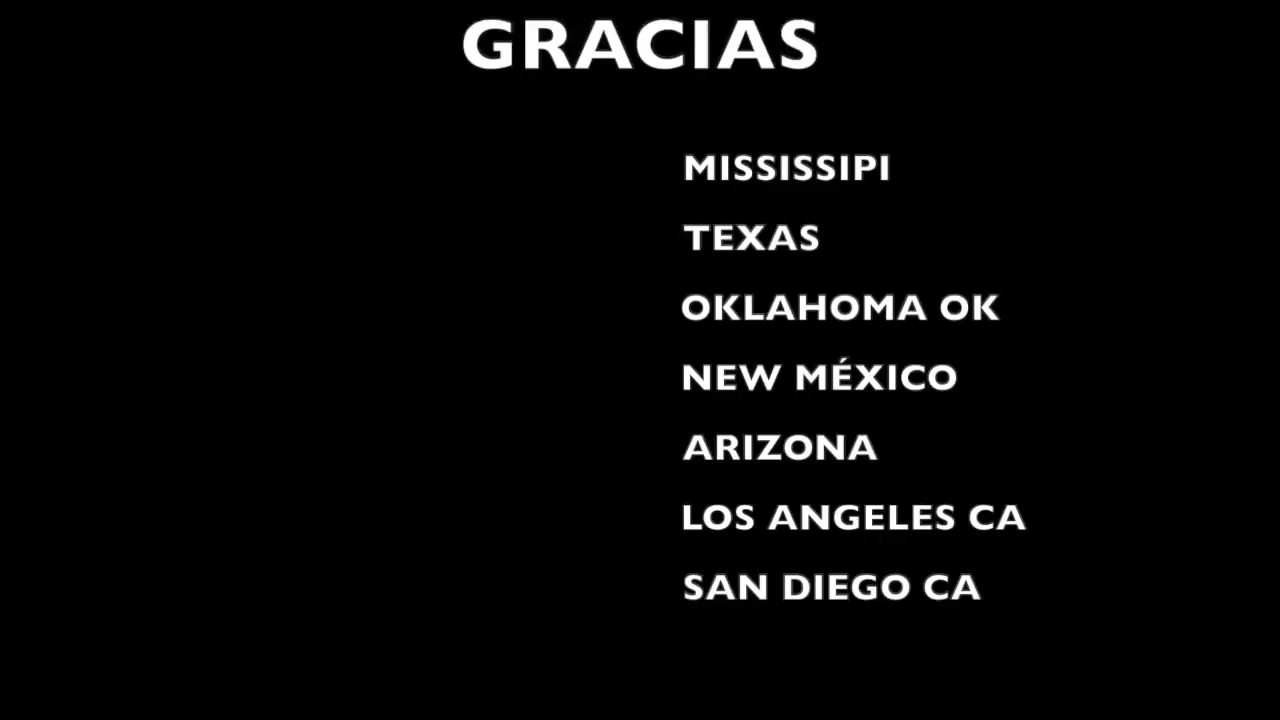 GRACIAS
MISSISSIPI
TEXAS
OKLAHOMA OK
NEW MÉXICO
ARIZONA
LOS ANGELES CA
SAN DIEGO CA